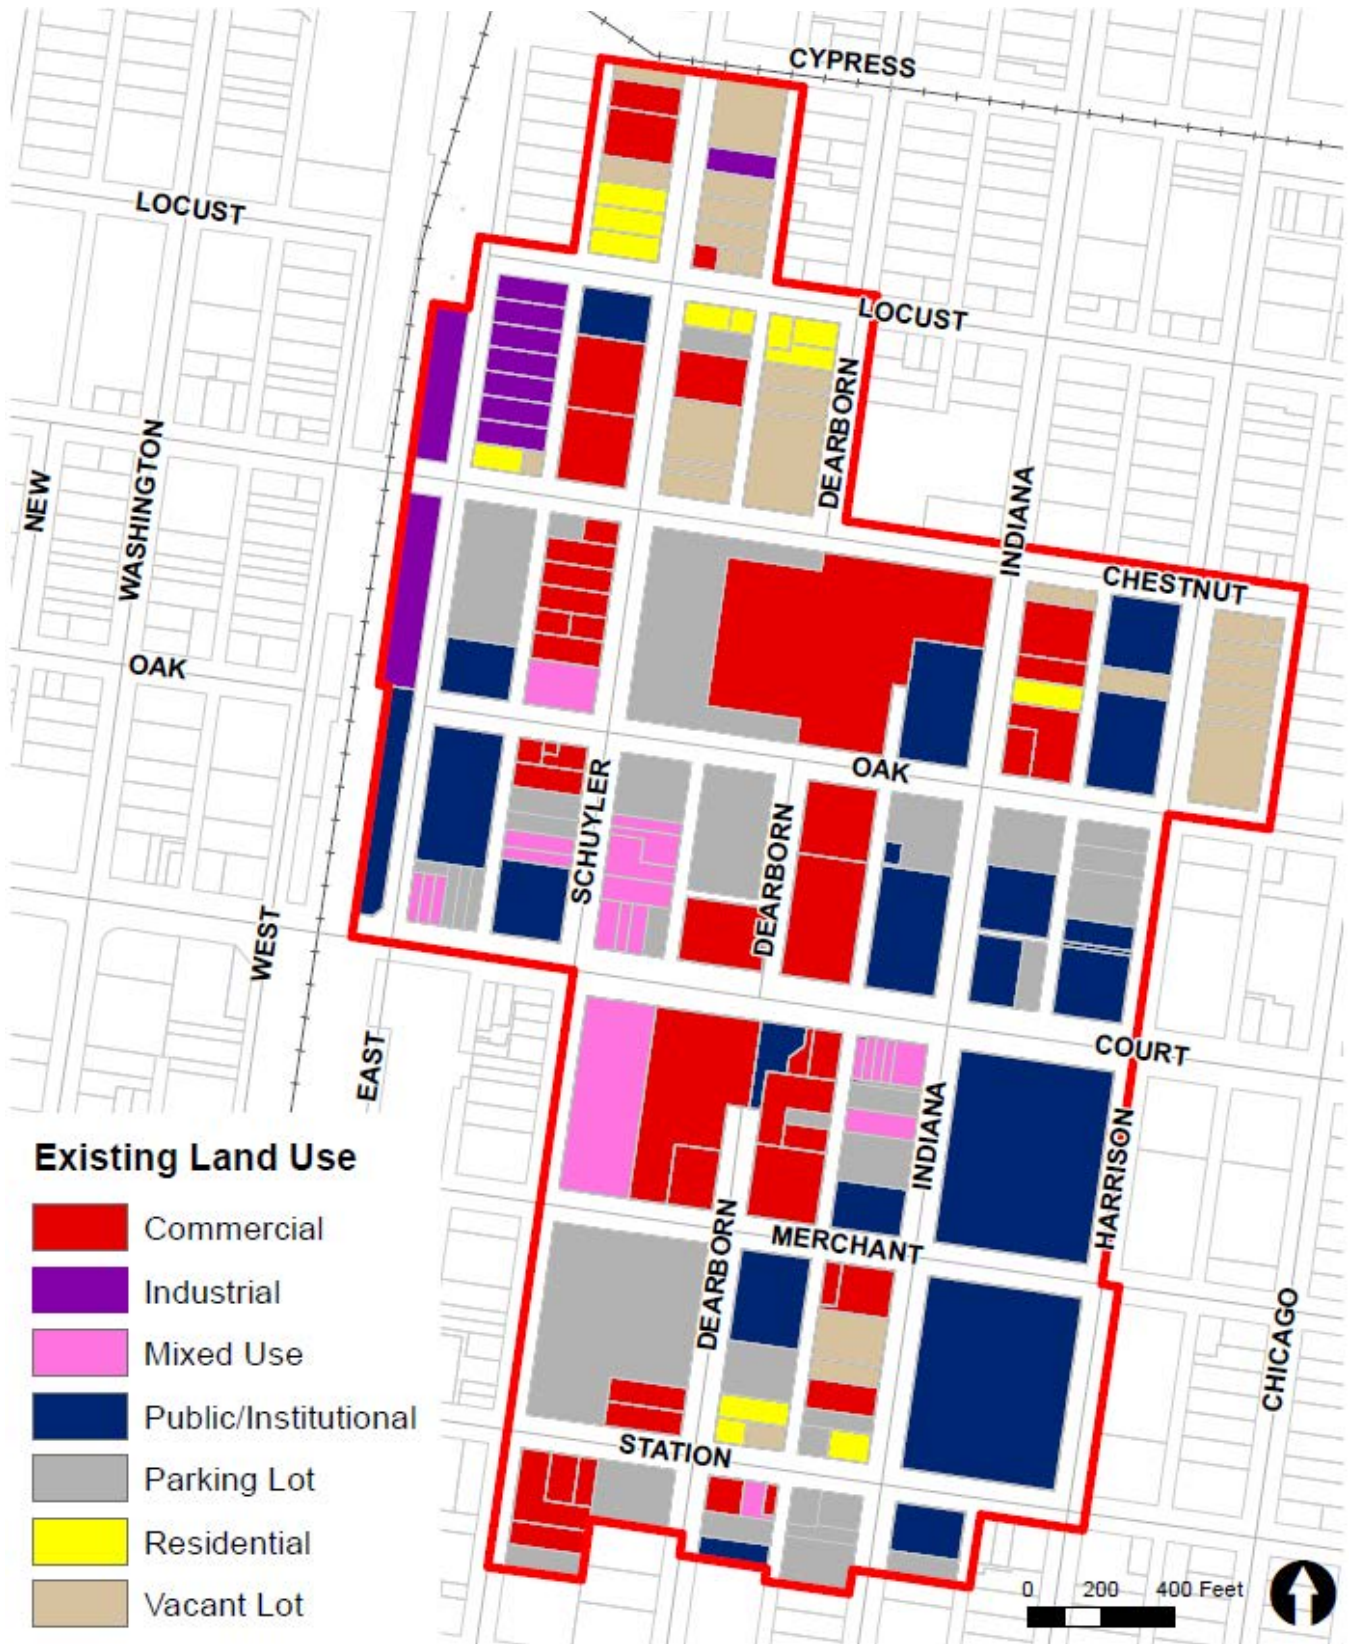 CYPRESS
LOCUST
LOCUST
DEARBORN
NEW
WASHINGTON
INDIANA
CHESTNUT
OAK
OAK
SCHUYLER
DEARBORN
WEST
EAST
COURT
INDIANA
HARRISON
MERCHANT
DEARBORN
CHICAGO
STATION
Existing Land Use
Commercial
Industrial
Mixed Use
Public/Institutional
Parking Lot
Residential
Vacant Lot
0 200 400 Feet